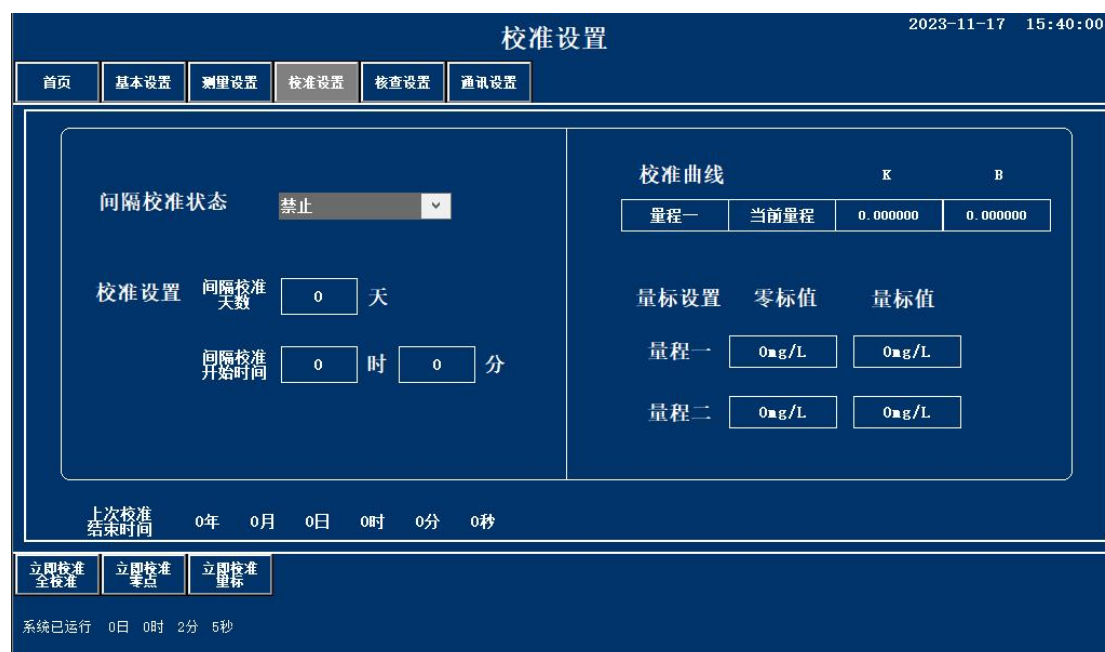 校准设置
2023-11-17 15:40:00
首页 基本设置 测量设置 校准设置 核查设置 通讯设置
间隔校准状态 禁止
校准设置 间隔校准天数 0 天
间隔校准开始时间 0 时 0 分
校准曲线 K B
量程一 当前量程 0.000000 0.000000
量标设置 零标值 量标值
量程一 0mg/L 0mg/L
量程二 0mg/L 0mg/L
上次校准结束时间 0年 0月 0日 0时 0分 0秒
立即校准全校准 立即校准零点 立即校准量标
系统已运行 0日 0时 2分 5秒